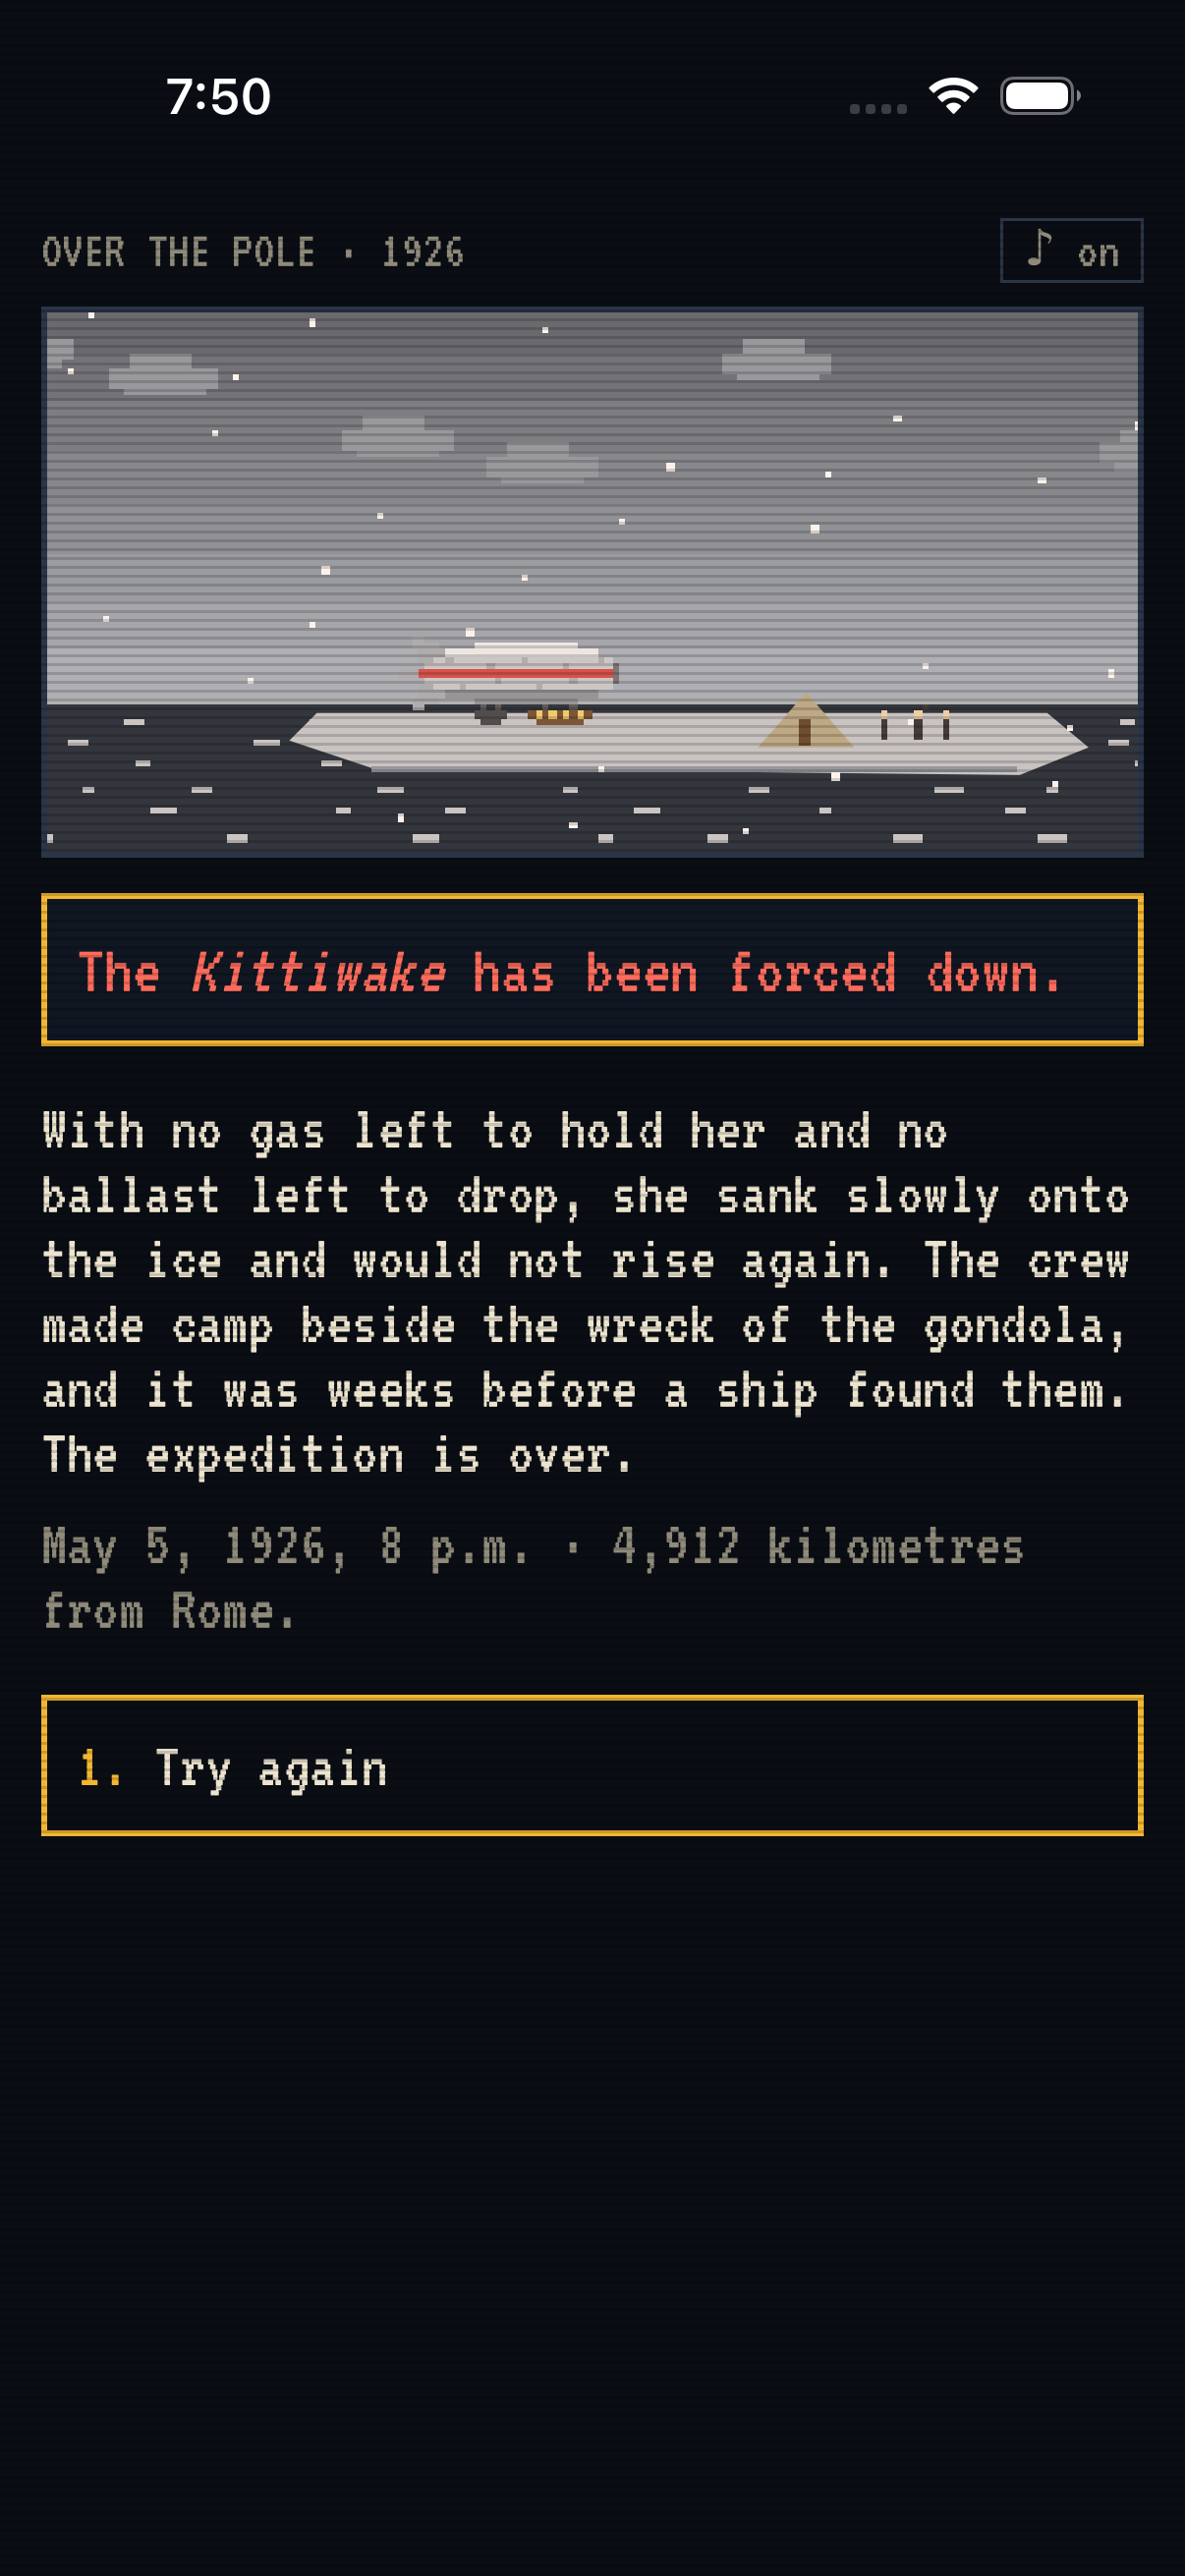 7:50
OVER THE POLE · 1926
♪ on
The Kittiwake has been forced down.
With no gas left to hold her and no
ballast left to drop, she sank slowly onto
the ice and would not rise again. The crew
made camp beside the wreck of the gondola,
and it was weeks before a ship found them.
The expedition is over.
May 5, 1926, 8 p.m. · 4,912 kilometres
from Rome.
1. Try again